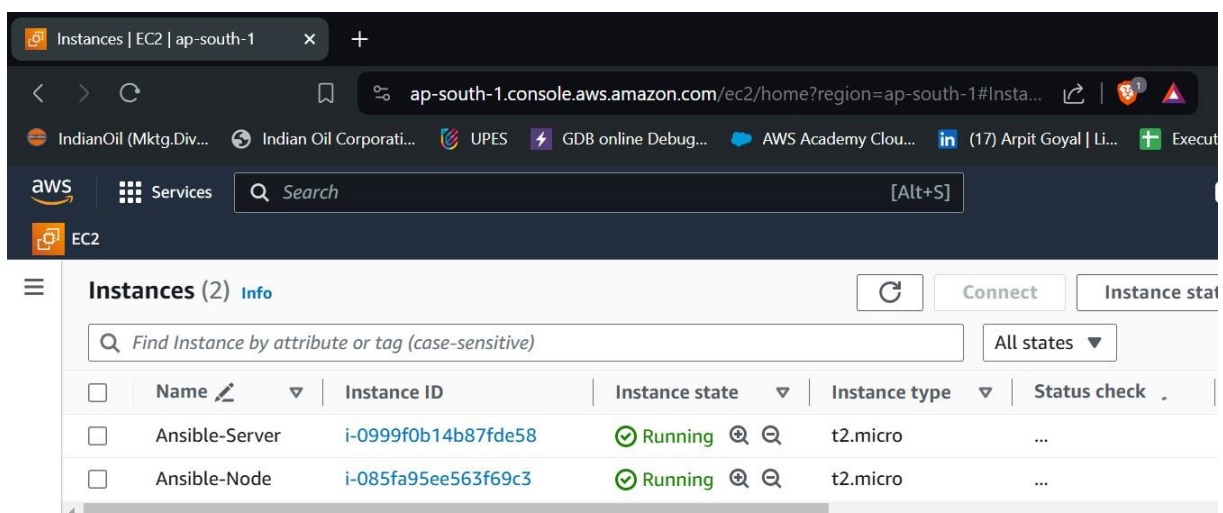 Instances | EC2 | ap-south-1
ap-south-1.console.aws.amazon.com/ec2/home?region=ap-south-1#Insta...
IndianOil (Mktg.Div... Indian Oil Corporati... UPES GDB online Debug... AWS Academy Clou... in (17) Arpit Goyal | Li... Execut
aws Services Search [Alt+S]
EC2
Instances (2) Info Connect Instance stat
Find Instance by attribute or tag (case-sensitive) All states
Name Instance ID Instance state Instance type Status check
Ansible-Server i-0999f0b14b87fde58 Running t2.micro ...
Ansible-Node i-085fa95ee563f69c3 Running t2.micro ...